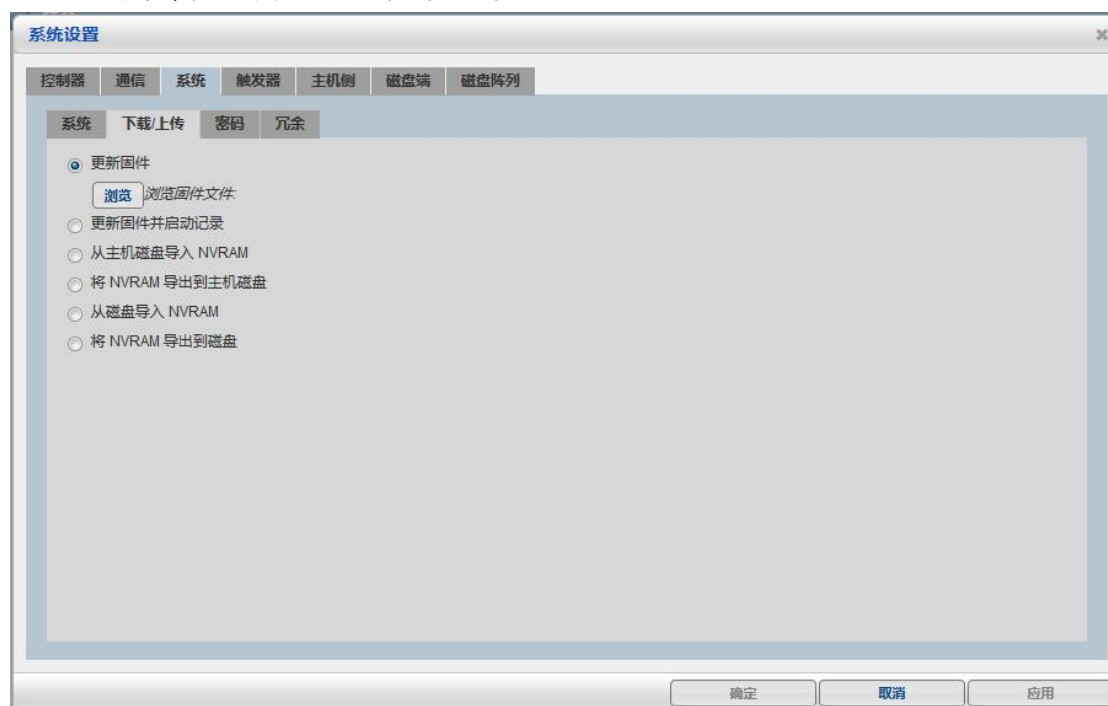 系统设置
控制器 通信 系统 触发器 主机侧 磁盘端 磁盘阵列
系统 下载/上传 密码 冗余
更新固件
浏览 浏览固件文件:
更新固件并启动记录
从主机磁盘导入 NVRAM
将 NVRAM 导出到主机磁盘
从磁盘导入 NVRAM
将 NVRAM 导出到磁盘
确定 取消 应用